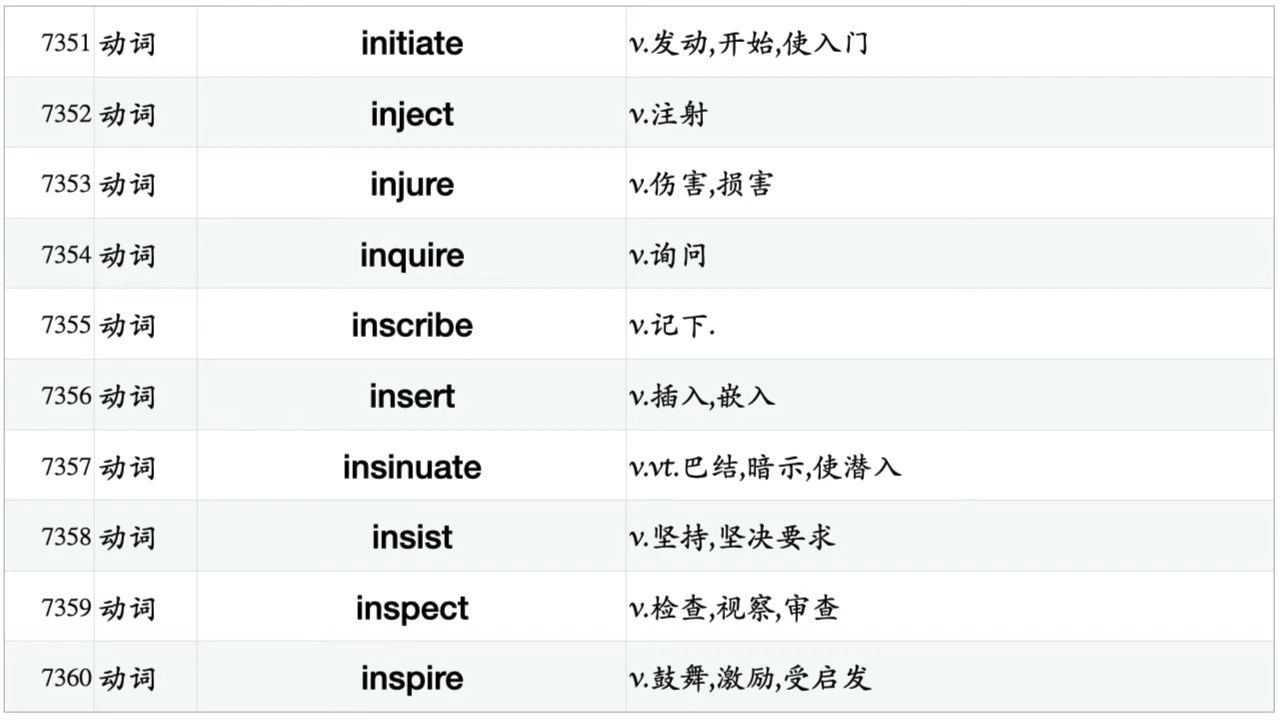 7351 动词 initiate v.发动,开始,使入门
7352 动词 inject v.注射
7353 动词 injure v.伤害,损害
7354 动词 inquire v.询问
7355 动词 inscribe v.记下.
7356 动词 insert v.插入,嵌入
7357 动词 insinuate v.vt.巴结,暗示,使潜入
7358 动词 insist v.坚持,坚决要求
7359 动词 inspect v.检查,视察,审查
7360 动词 inspire v.鼓舞,激励,受启发